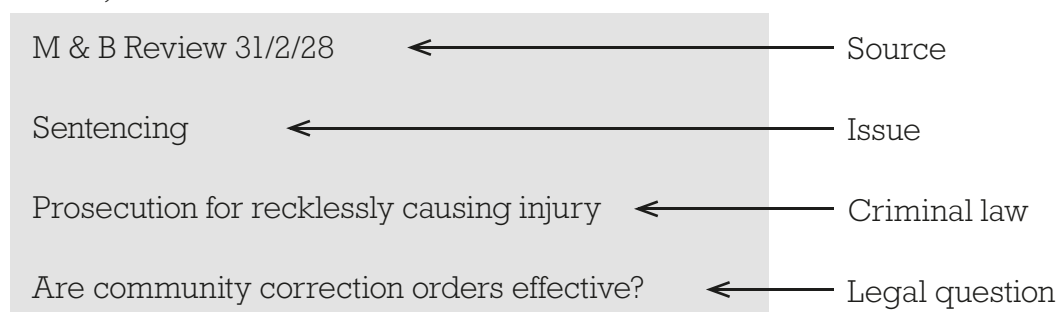 M & B Review 31/2/28 Source
Sentencing Issue
Prosecution for recklessly causing injury Criminal law
Are community correction orders effective? Legal question